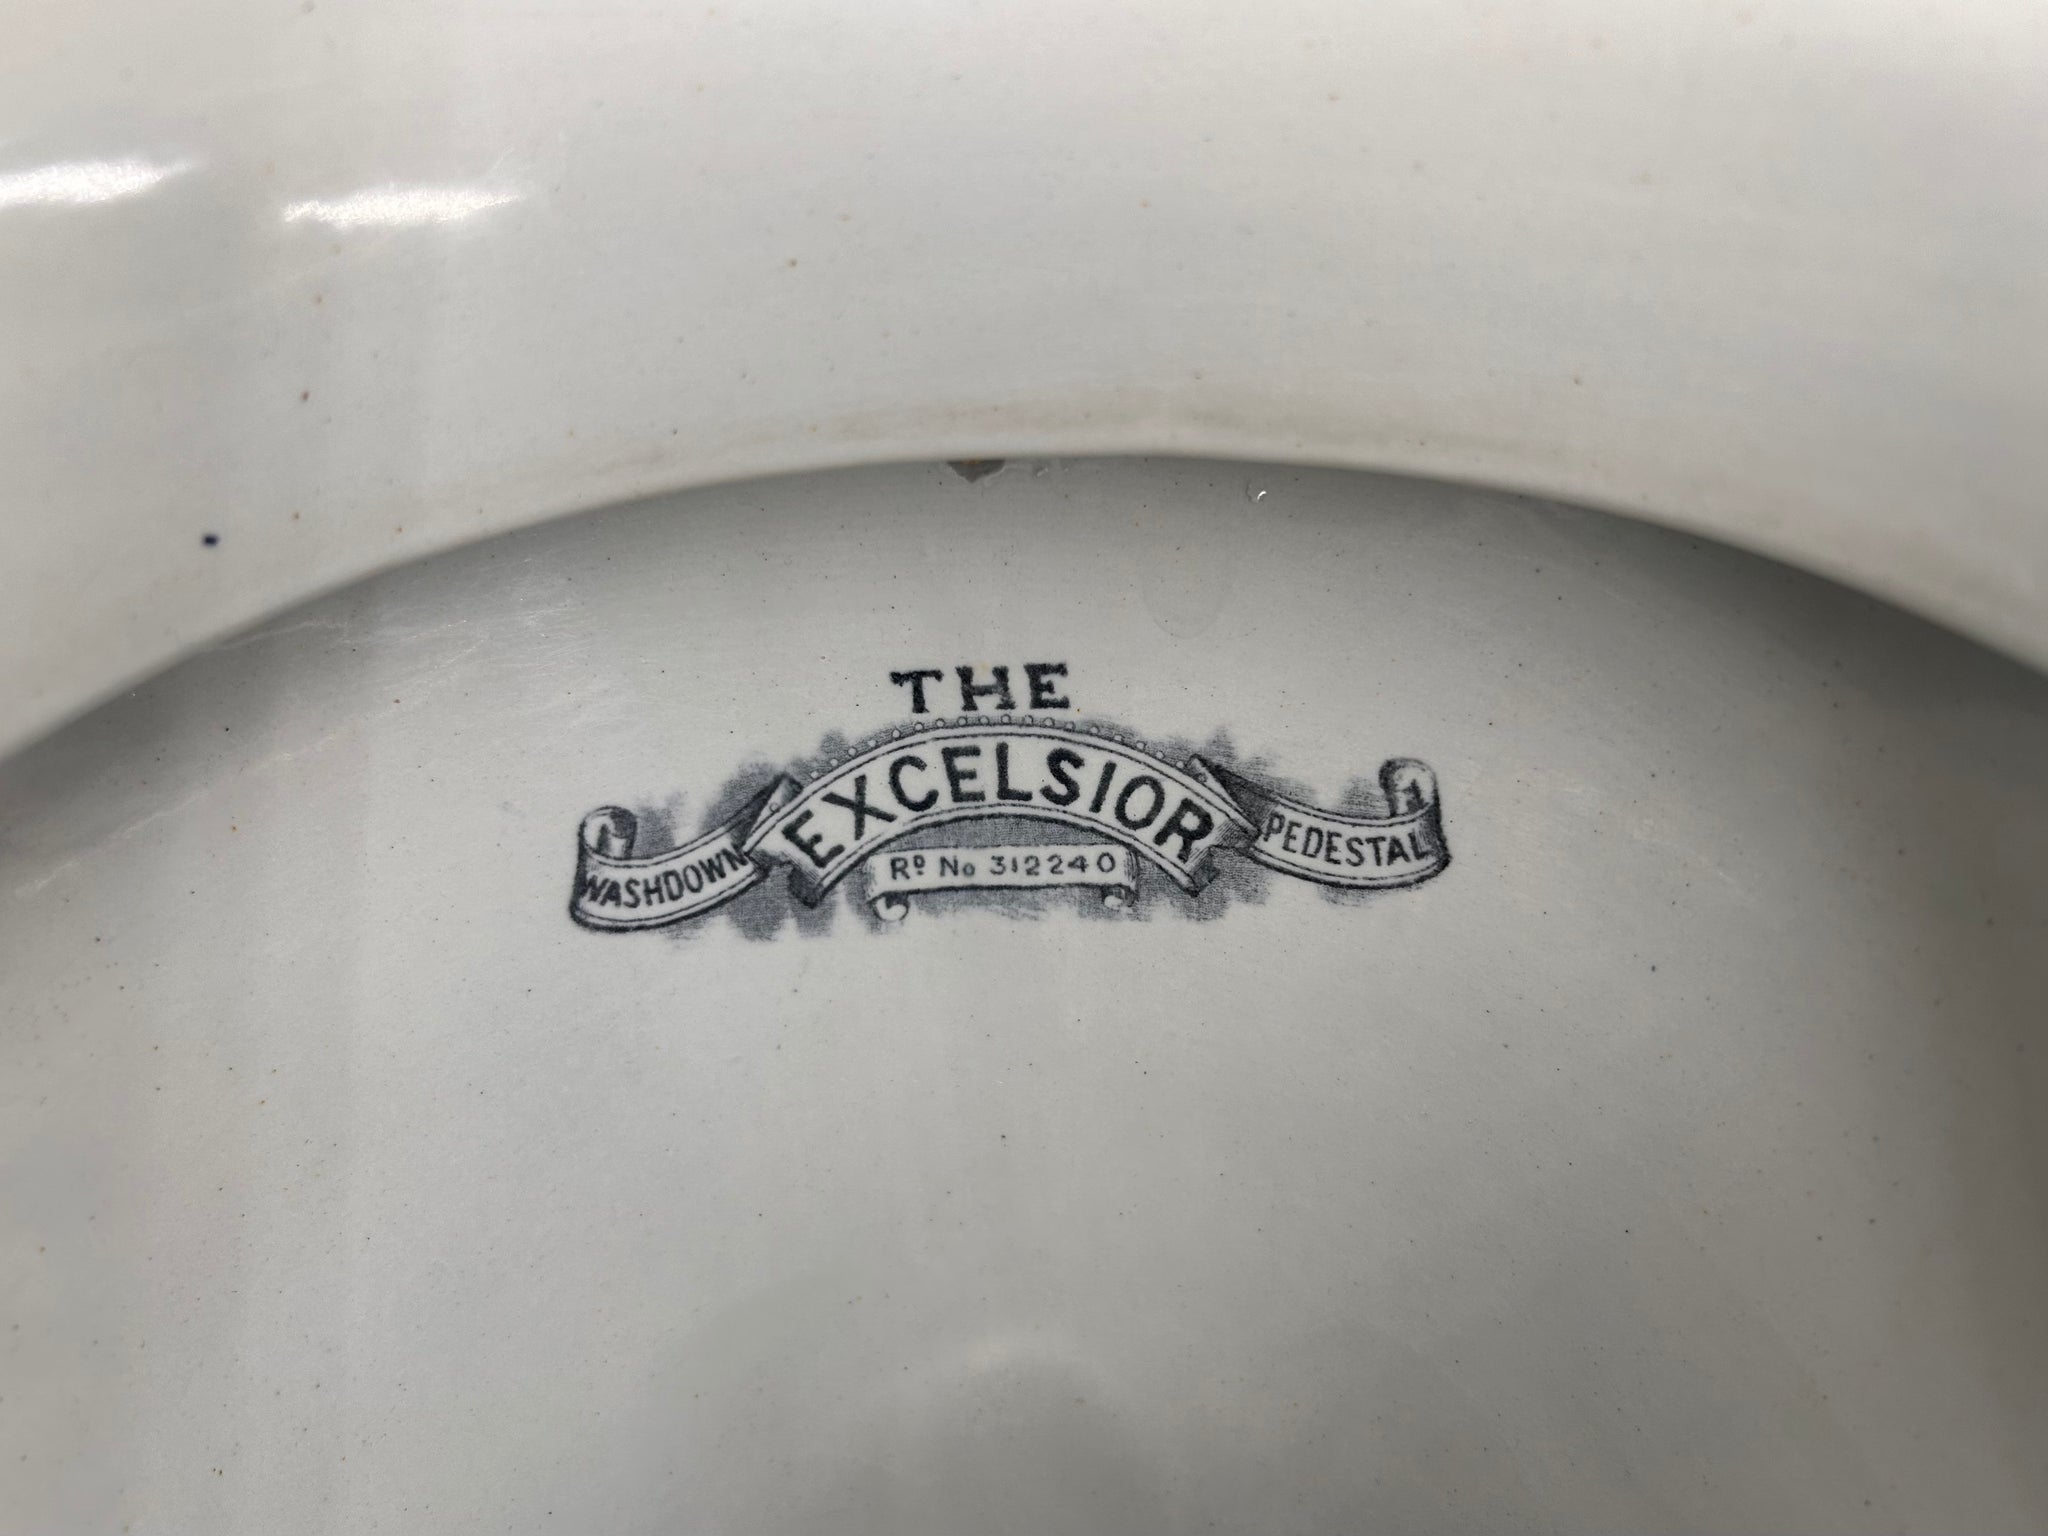 THE
EXCELSIOR
WASHDOWN PEDESTAL
Rᴰ No 312240